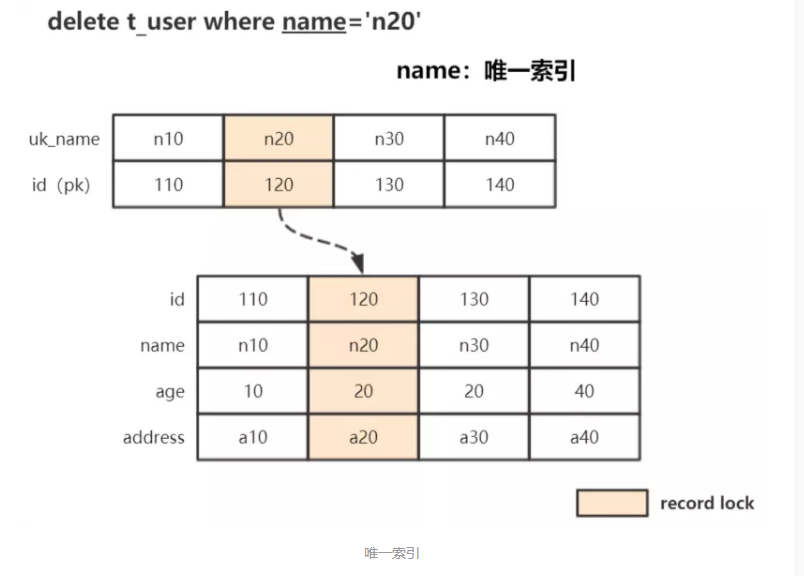 delete t_user where name='n20'
name：唯一索引
uk_name n10 n20 n30 n40
id（pk） 110 120 130 140
id 110 120 130 140
name n10 n20 n30 n40
age 10 20 20 40
address a10 a20 a30 a40
record lock
唯一索引